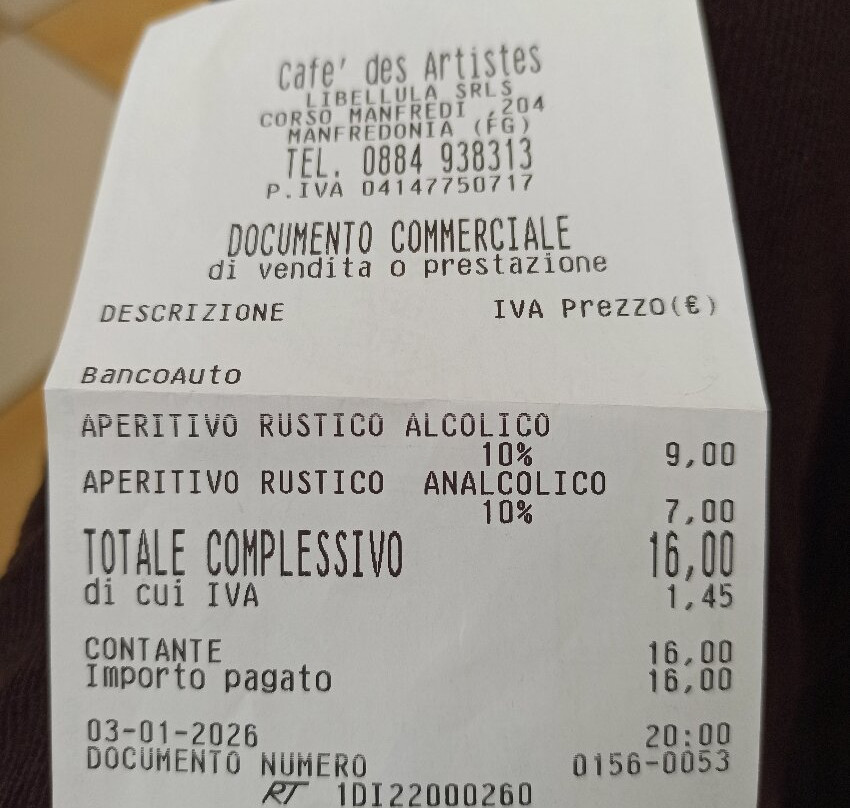 Cafe' des Artistes
LIBELLULA SRLS
CORSO MANFREDI ,204
MANFREDONIA (FG)
TEL. 0884 938313
P.IVA 04147750717
DOCUMENTO COMMERCIALE
di vendita o prestazione
DESCRIZIONE IVA Prezzo(€)
BancoAuto
APERITIVO RUSTICO ALCOLICO
10% 9,00
APERITIVO RUSTICO ANALCOLICO
10% 7,00
TOTALE COMPLESSIVO 16,00
di cui IVA 1,45
CONTANTE 16,00
Importo pagato 16,00
03-01-2026 20:00
DOCUMENTO NUMERO 0156-0053
RT 1DI22000260